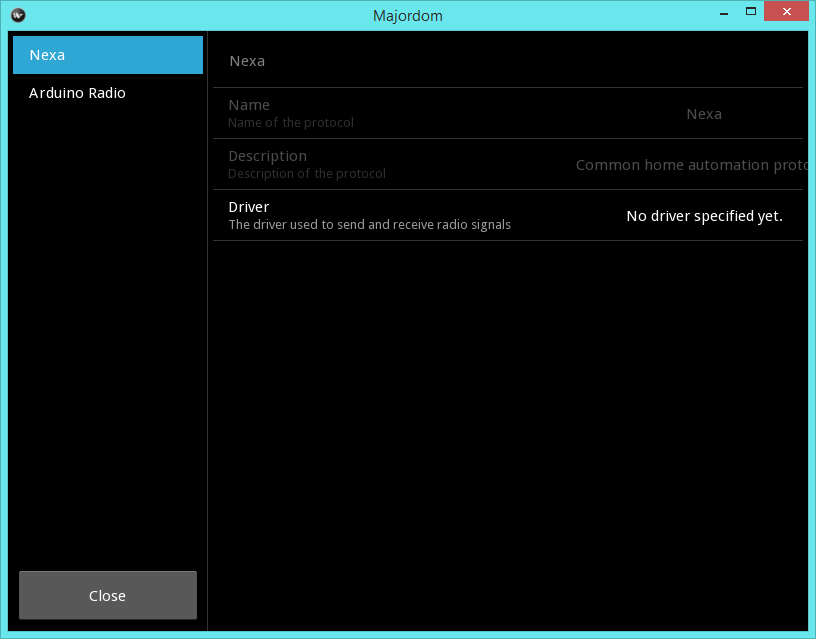 Majordom
Nexa
Arduino Radio
Close
Nexa
Name
Name of the protocol
Nexa
Description
Description of the protocol
Common home automation proto
Driver
The driver used to send and receive radio signals
No driver specified yet.